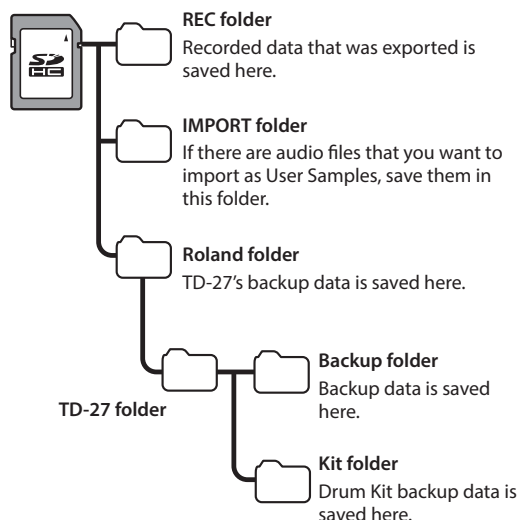 REC folder
Recorded data that was exported is
saved here.
IMPORT folder
If there are audio files that you want to
import as User Samples, save them in
this folder.
Roland folder
TD-27's backup data is saved here.
TD-27 folder
Backup folder
Backup data is saved
here.
Kit folder
Drum Kit backup data is
saved here.
SD
HC